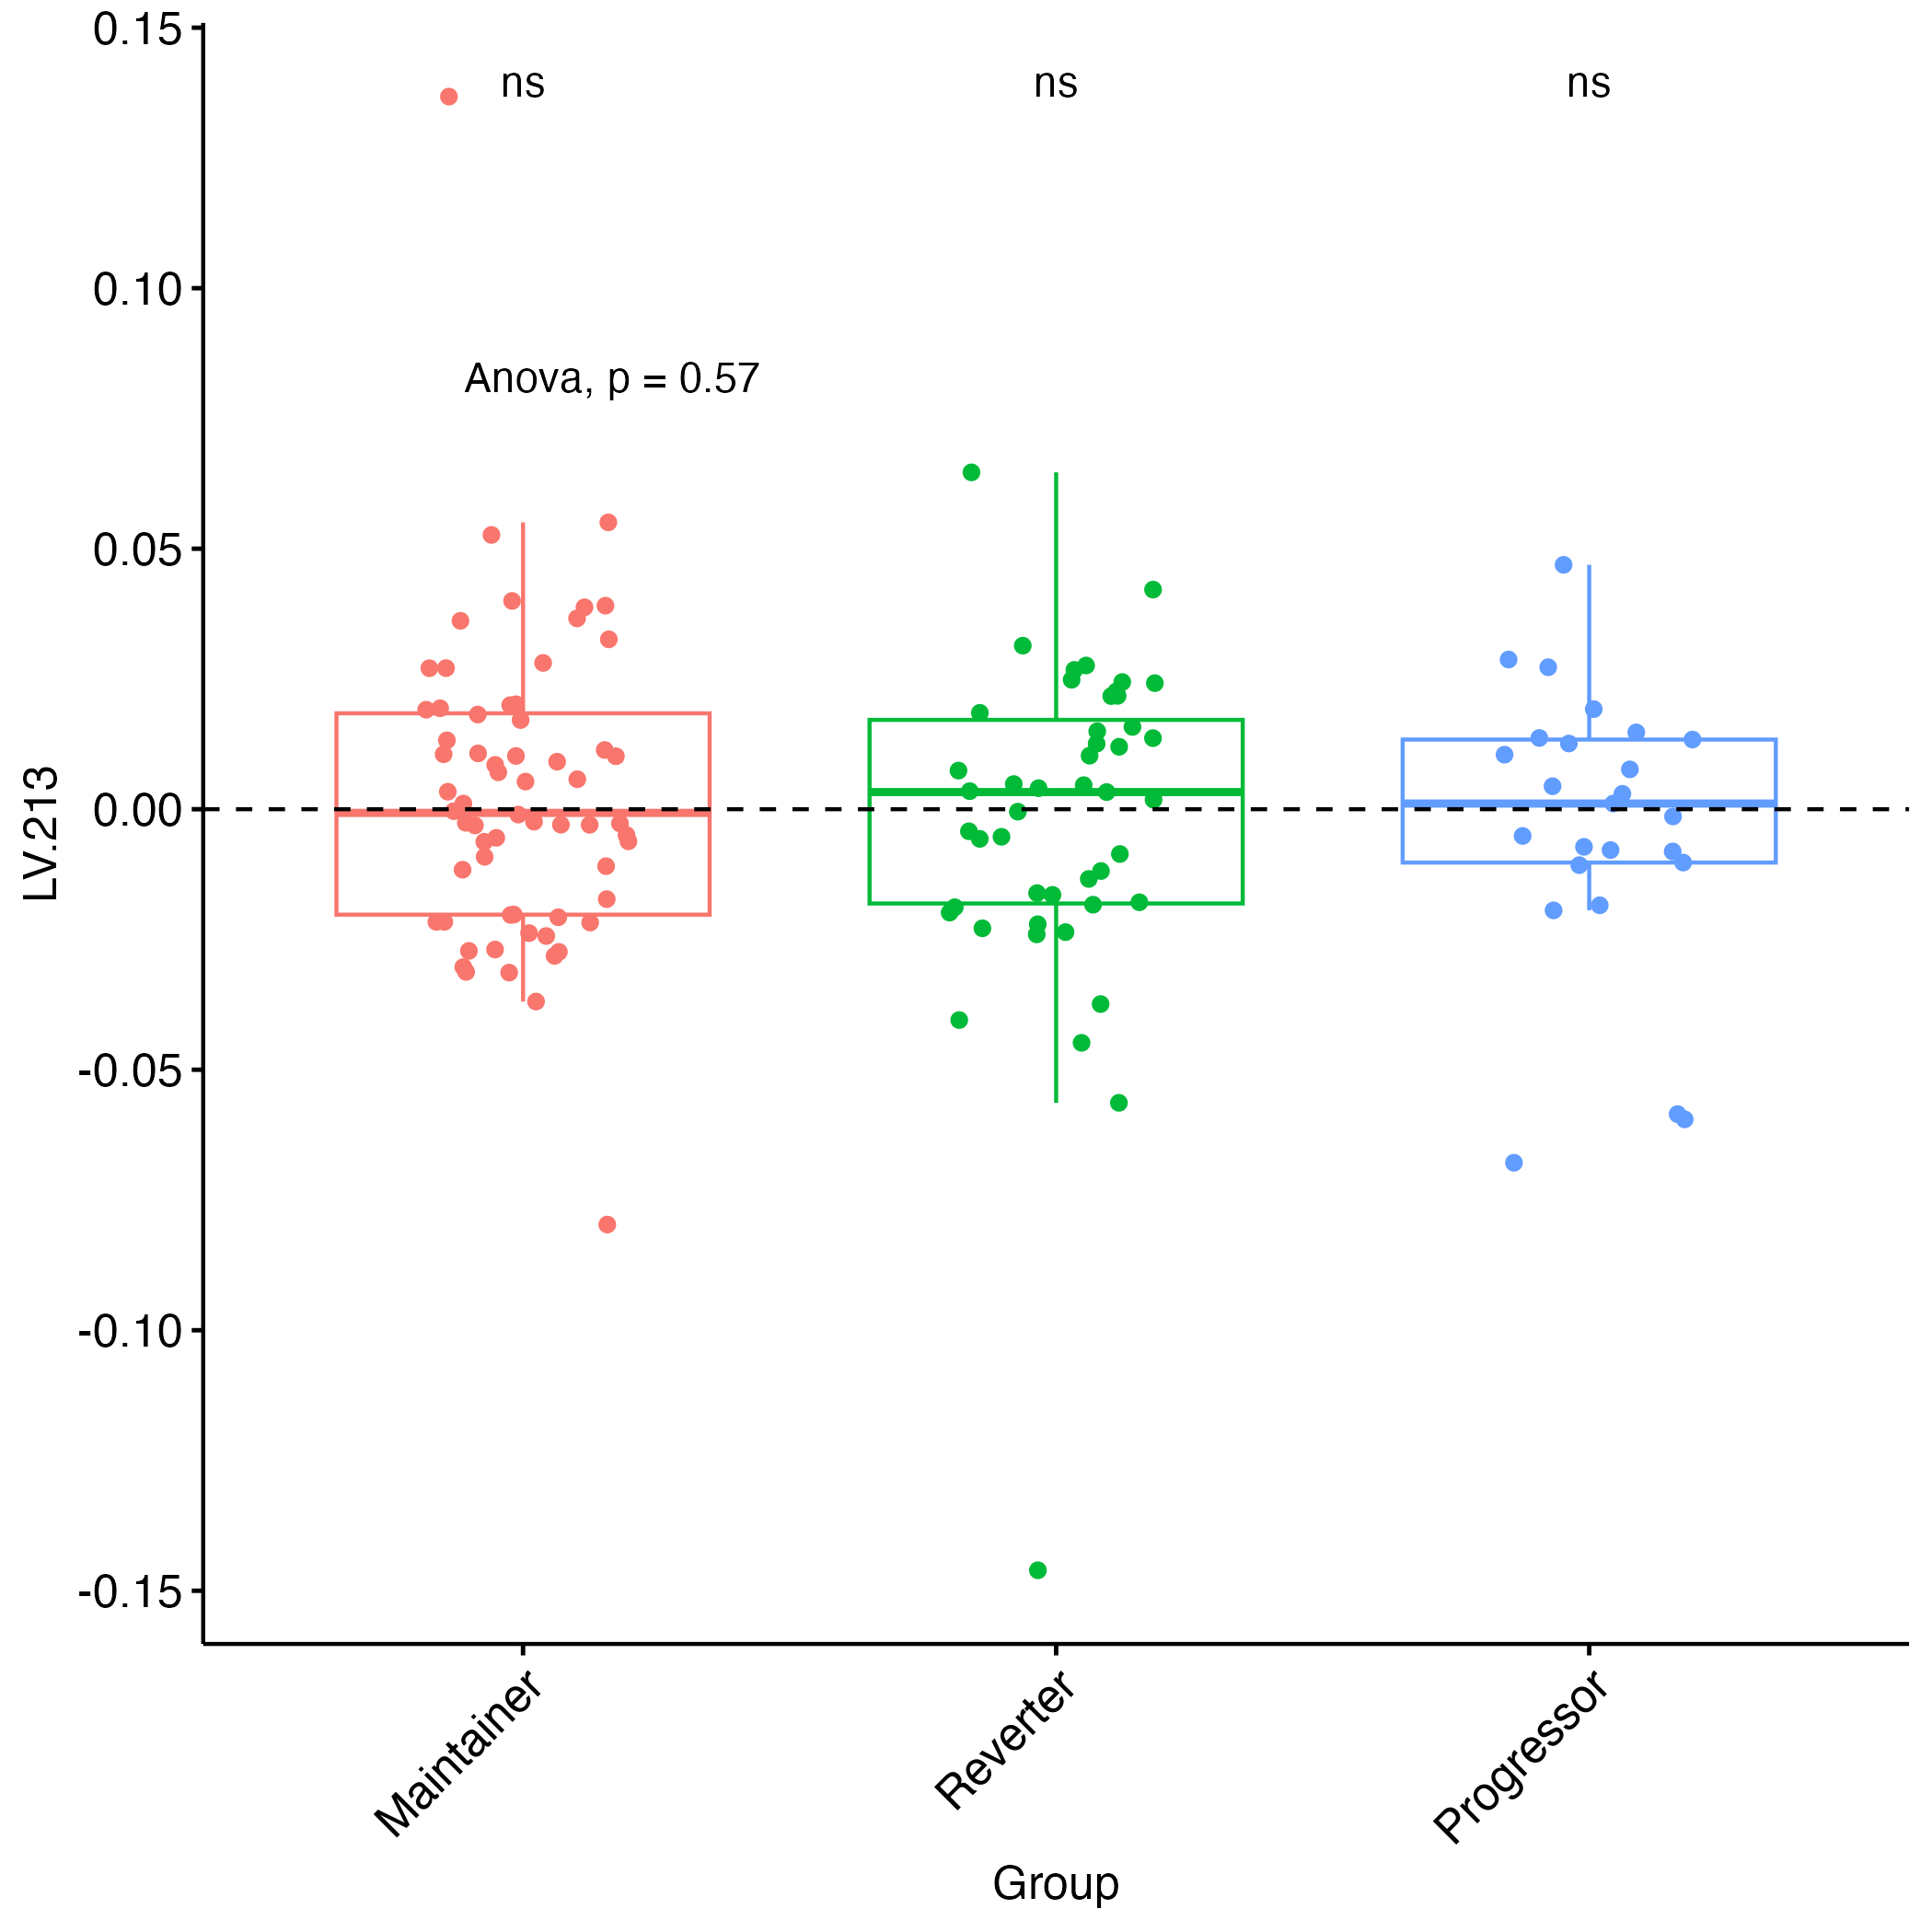 0.15
ns
ns
ns
0.10
Anova, p = 0.57
0.05
0.00
LV.213
-0.05
-0.10
-0.15
Maintainer
Reverter
Progressor
Group